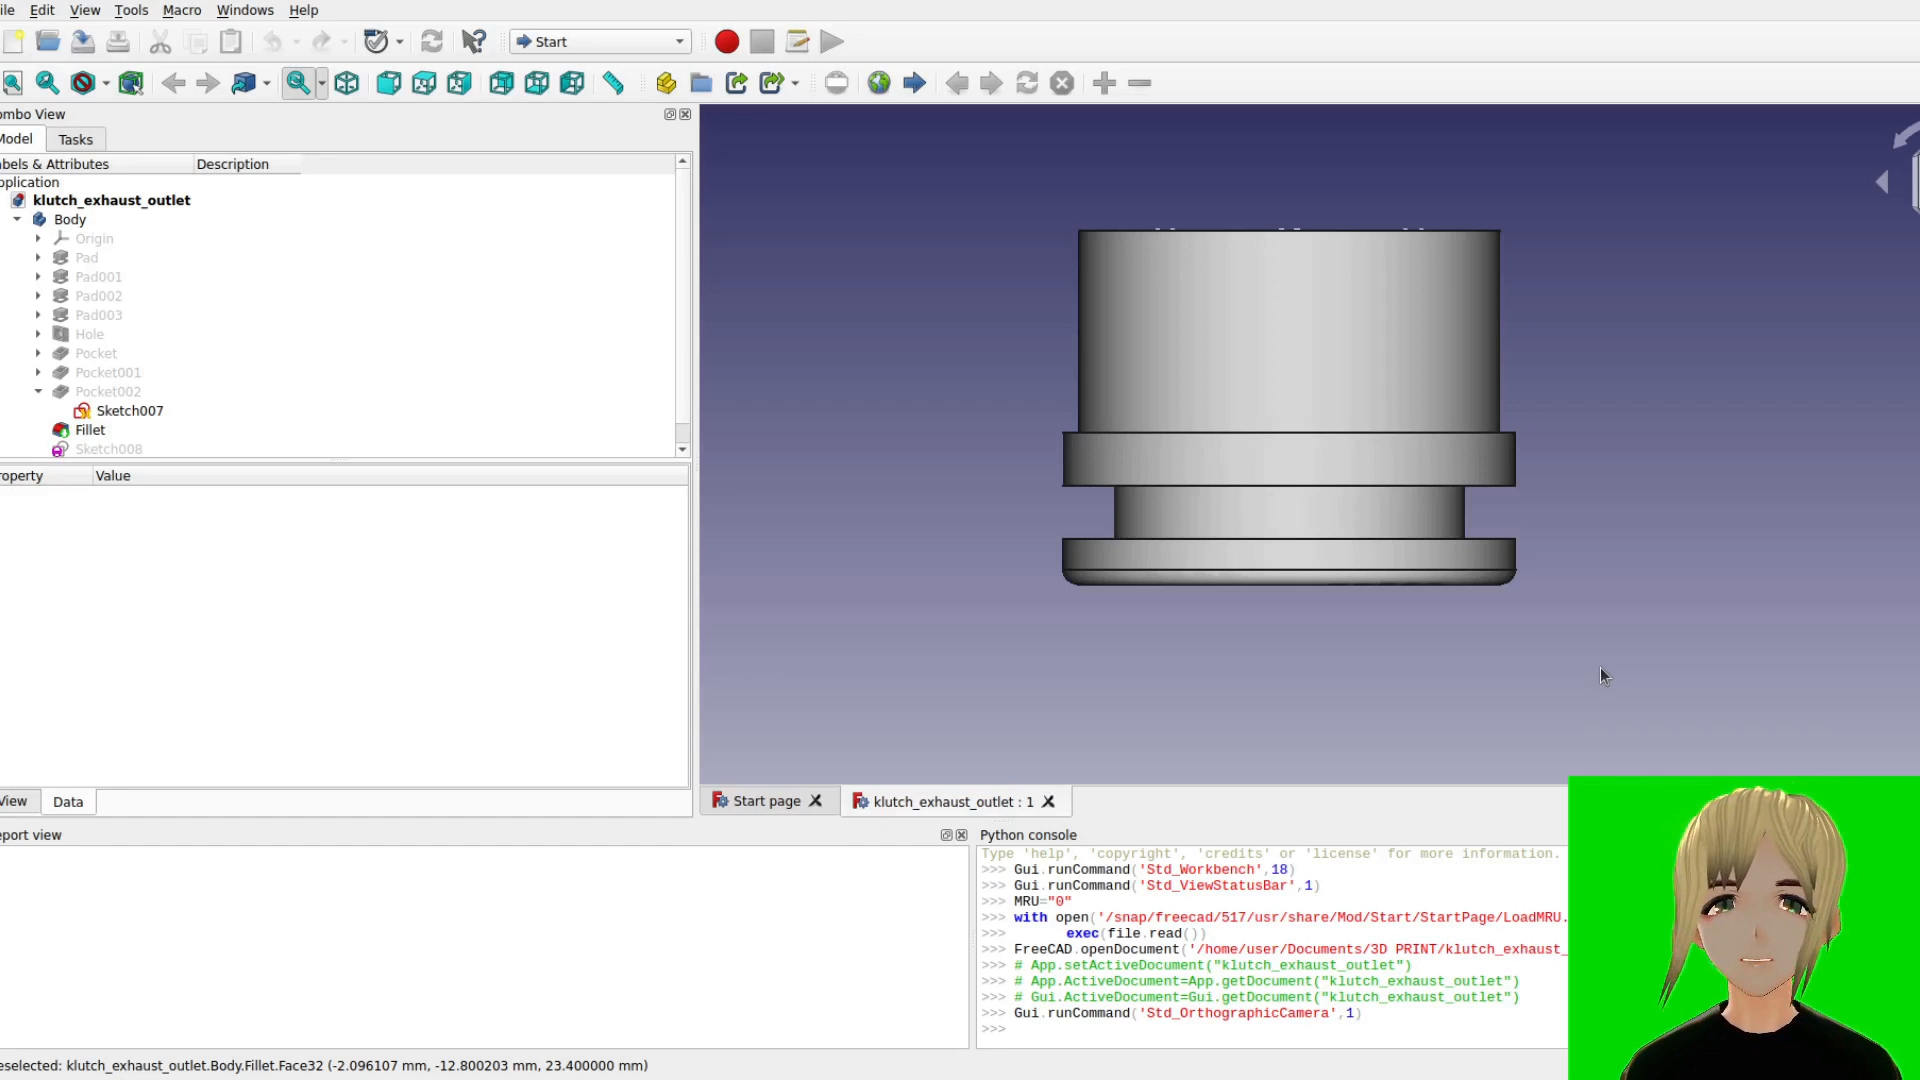 ile Edit View Tools Macro Windows Help
Start
ombo View
Model Tasks
bels & Attributes Description
pplication
klutch_exhaust_outlet
Body
Origin
Pad
Pad001
Pad002
Pad003
Hole
Pocket
Pocket001
Pocket002
Sketch007
Fillet
Sketch008
roperty Value
View Data
Start page klutch_exhaust_outlet : 1
eport view
Python console
Type 'help', 'copyright', 'credits' or 'license' for more information.
>>> Gui.runCommand('Std_Workbench',18)
>>> Gui.runCommand('Std_ViewStatusBar',1)
>>> MRU="0"
>>> with open('/snap/freecad/517/usr/share/Mod/Start/StartPage/LoadMRU.
>>> exec(file.read())
>>> FreeCAD.openDocument('/home/user/Documents/3D PRINT/klutch_exhaust_
>>> # App.setActiveDocument("klutch_exhaust_outlet")
>>> # App.ActiveDocument=App.getDocument("klutch_exhaust_outlet")
>>> # Gui.ActiveDocument=Gui.getDocument("klutch_exhaust_outlet")
>>> Gui.runCommand('Std_OrthographicCamera',1)
>>>
eselected: klutch_exhaust_outlet.Body.Fillet.Face32 (-2.096107 mm, -12.800203 mm, 23.400000 mm)